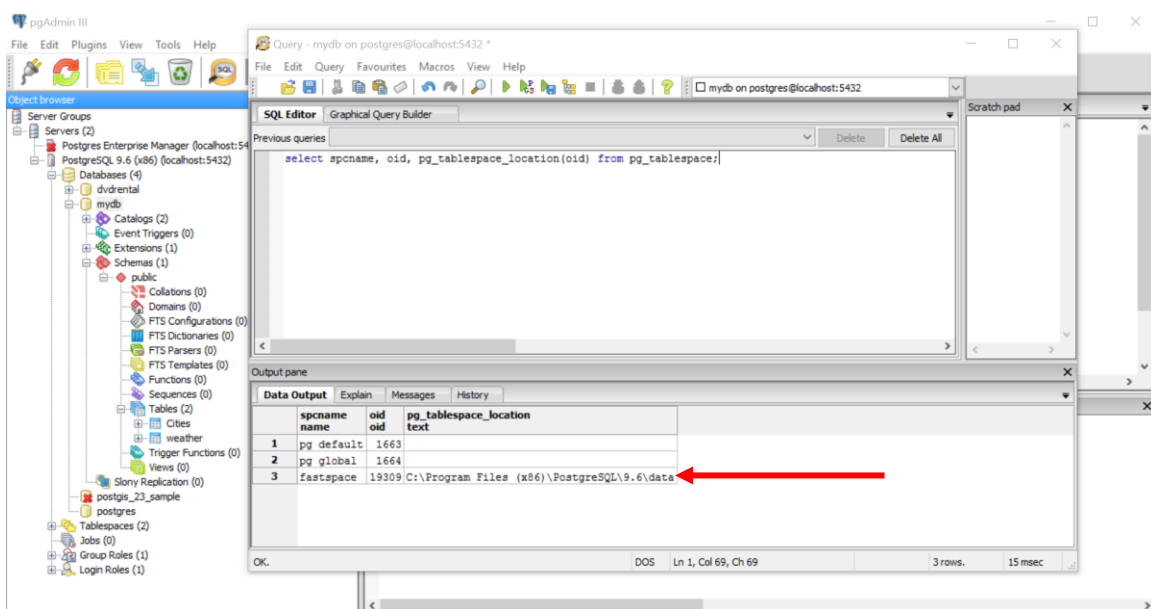 pgAdmin III
File Edit Plugins View Tools Help
SQL
Object browser
Server Groups
Servers (2)
Postgres Enterprise Manager (localhost:54
PostgreSQL 9.6 (x86) (localhost:5432)
Databases (4)
dvdrental
mydb
Catalogs (2)
Event Triggers (0)
Extensions (1)
Schemas (1)
public
Collations (0)
Domains (0)
FTS Configurations (0)
FTS Dictionaries (0)
FTS Parsers (0)
FTS Templates (0)
Functions (0)
Sequences (0)
Tables (2)
Cities
weather
Trigger Functions (0)
Views (0)
Slony Replication (0)
postgis_23_sample
postgres
Tablespaces (2)
Jobs (0)
Group Roles (1)
Login Roles (1)
Query - mydb on postgres@localhost:5432 *
File Edit Query Favourites Macros View Help
mydb on postgres@localhost:5432
SQL Editor Graphical Query Builder
Previous queries Delete Delete All
select spcname, oid, pg_tablespace_location(oid) from pg_tablespace;
Scratch pad
Output pane
Data Output Explain Messages History
spcname oid pg_tablespace_location
name oid text
1 pg_default 1663
2 pg_global 1664
3 fastspace 19309 C:\Program Files (x86)\PostgreSQL\9.6\data
OK. DOS Ln 1, Col 69, Ch 69 3 rows. 15 msec